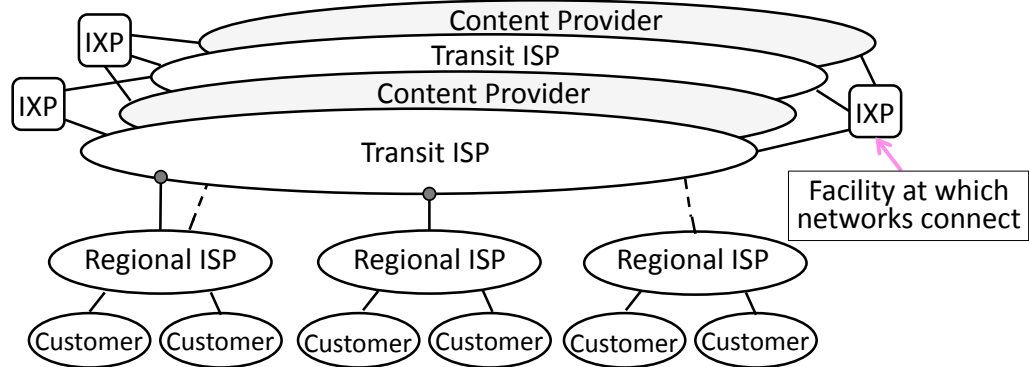 Content Provider
IXP
Transit ISP
Content Provider
IXP
IXP
Transit ISP
Facility at which
networks connect
Regional ISP
Regional ISP
Regional ISP
Customer
Customer
Customer
Customer
Customer
Customer